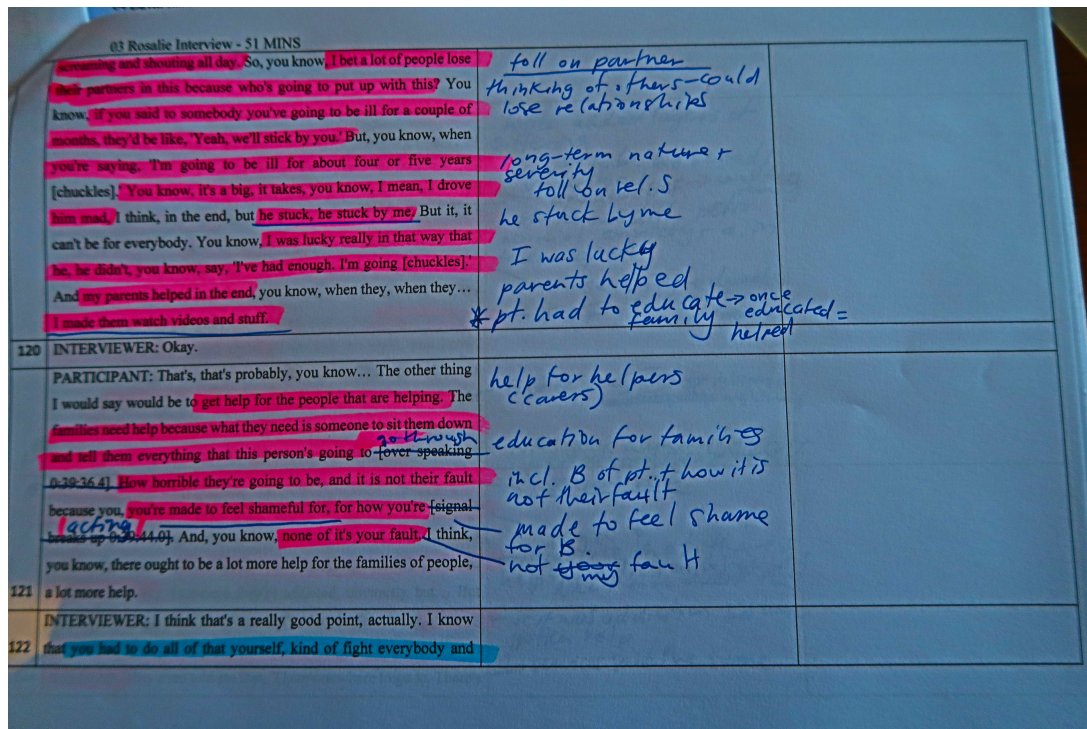 03 Rosalie Interview - 51 MINS
screaming and shouting all day. So, you know, I bet a lot of people lose
their partners in this because who's going to put up with this? You
know, if you said to somebody you've going to be ill for a couple of
months, they'd be like, 'Yeah, we'll stick by you.' But, you know, when
you're saying, 'I'm going to be ill for about four or five years
[chuckles].' You know, it's a big, it takes, you know, I mean, I drove
him mad, I think, in the end, but he stuck, he stuck by me. But it, it
can't be for everybody. You know, I was lucky really in that way that
he, he didn't, you know, say, 'I've had enough. I'm going [chuckles].'
And my parents helped in the end, you know, when they, when they…
I made them watch videos and stuff.
toll on partner
thinking of others-could
lose relationships
long-term nature +
severity
toll on rel.s
he stuck by me
I was lucky
parents helped
* pt. had to educate → once
family educated =
helped
120 INTERVIEWER: Okay.
PARTICIPANT: That's, that's probably, you know… The other thing
I would say would be to get help for the people that are helping. The
families need help because what they need is someone to sit them down
go through
and tell them everything that this person's going to [over speaking
0:39:36.4]. How horrible they're going to be, and it is not their fault
because you, you're made to feel shameful for, for how you're [signal
acting
breaks up 0:39:44.0]. And, you know, none of it's your fault. I think,
you know, there ought to be a lot more help for the families of people,
121 a lot more help.
help for helpers
(carers)
education for families
incl. B of pt. + how it is
not their fault
made to feel shame
for B.
not your fault
my
INTERVIEWER: I think that's a really good point, actually. I know
122 that you had to do all of that yourself, kind of fight everybody and